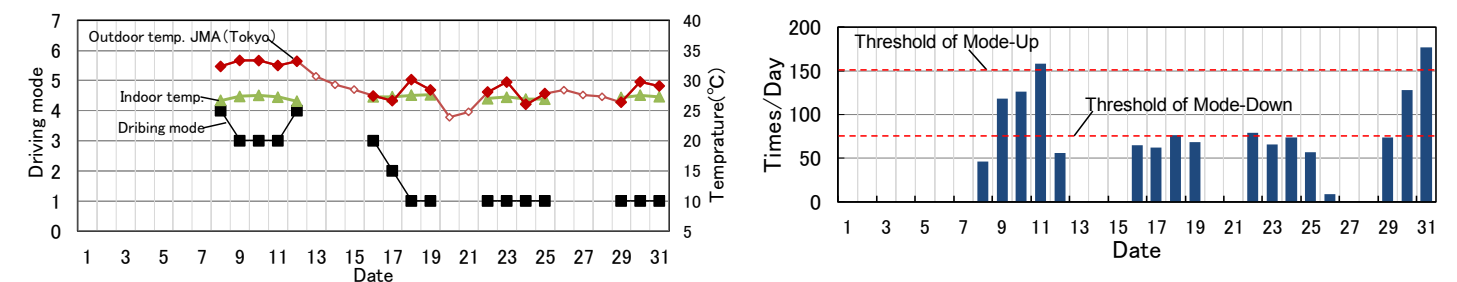 7
6
5
4
3
2
1
0
Driving mode
Outdoor temp. JMA (Tokyo)
Indoor temp.
Dribing mode
40
35
30
25
20
15
10
5
Temprature(℃)
1 3 5 7 9 11 13 15 17 19 21 23 25 27 29 31
Date
200
150
100
50
0
Times/Day
Threshold of Mode-Up
Threshold of Mode-Down
1 3 5 7 9 11 13 15 17 19 21 23 25 27 29 31
Date